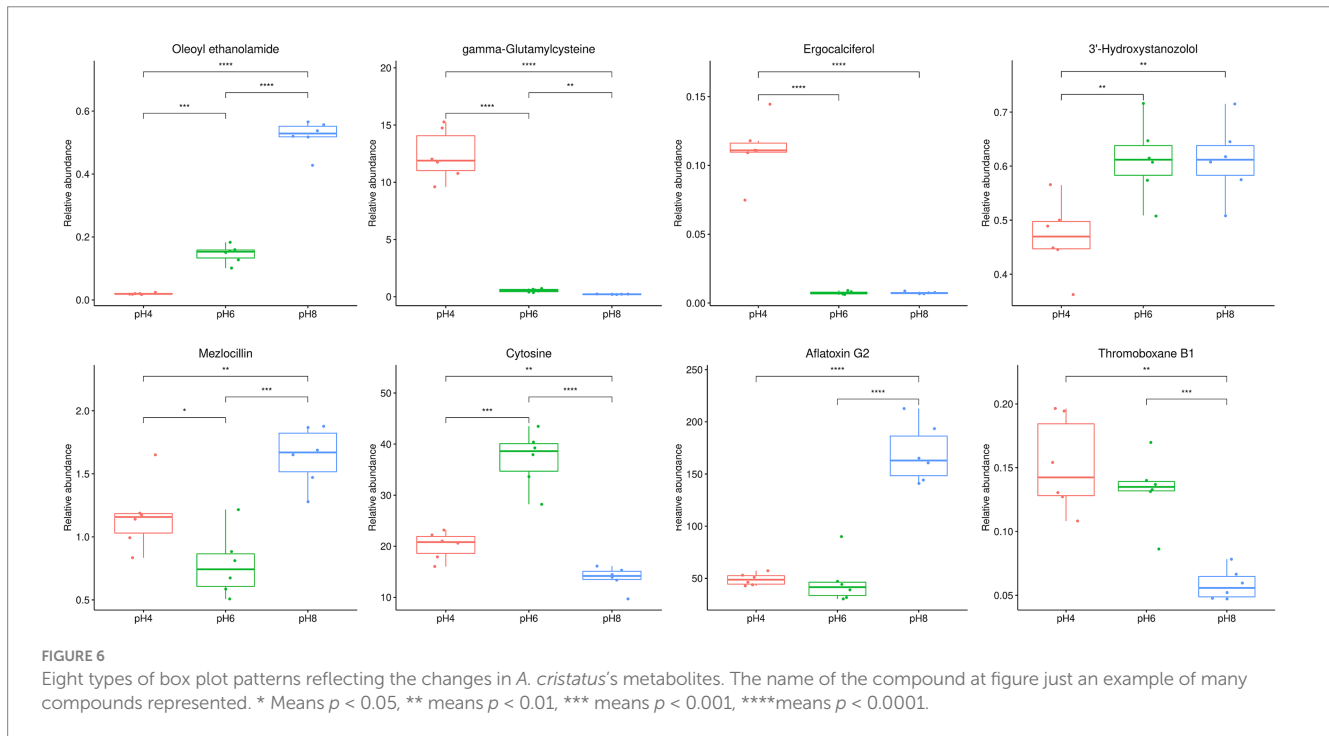 Oleoyl ethanolamide
gamma-Glutamylcysteine
Ergocalciferol
3'-Hydroxystanozolol
Relative abundance
0.6
0.4
0.2
0.0
****
****
***
pH4
pH6
pH8
Relative abundance
20
15
10
5
0
****
**
****
pH4
pH6
pH8
Relative abundance
0.15
0.10
0.05
0.00
****
****
pH4
pH6
pH8
Relative abundance
0.7
0.6
0.5
0.4
**
**
pH4
pH6
pH8
Mezlocillin
Cytosine
Aflatoxin G2
Thromoboxane B1
Relative abundance
2.0
1.5
1.0
0.5
**
***
*
pH4
pH6
pH8
Relative abundance
50
40
30
20
10
**
****
***
pH4
pH6
pH8
Relative abundance
250
200
150
100
50
****
****
pH4
pH6
pH8
Relative abundance
0.20
0.15
0.10
0.05
**
***
pH4
pH6
pH8
FIGURE 6
Eight types of box plot patterns reflecting the changes in A. cristatus's metabolites. The name of the compound at figure just an example of many
compounds represented. * Means p < 0.05, ** means p < 0.01, *** means p < 0.001, ****means p < 0.0001.